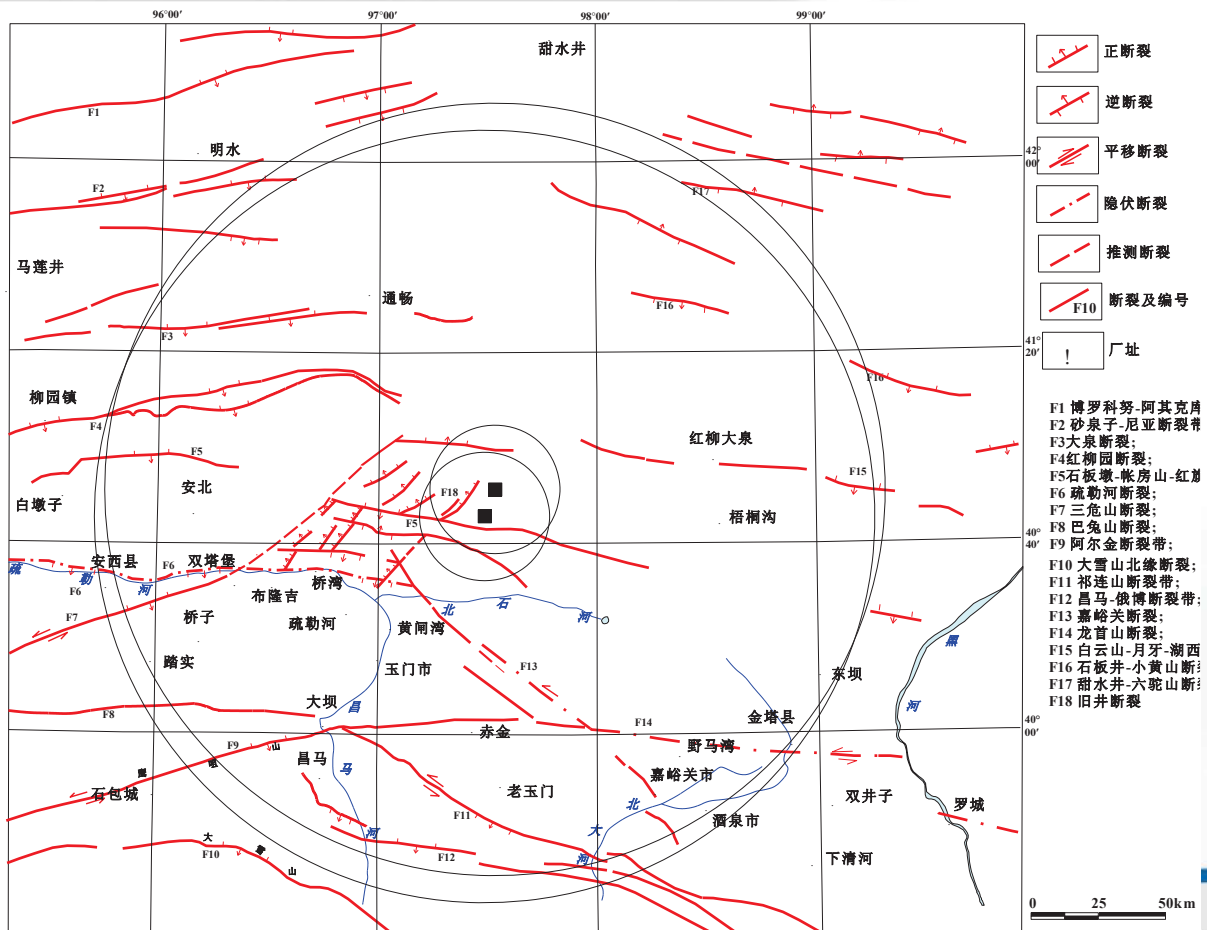 96°00′
97°00′
98°00′
99°00′
甜水井
F1
明水
42°
00′
F2
F17
马莲井
通畅
F16
F3
41°
20′
柳园镇
F16
F4
红柳大泉
F5
F15
白墩子
安北
F18
梧桐沟
F5
40°
40′
安西县
F6
双塔堡
疏
勒
河
F6
桥湾
布隆吉
北
石
河
F7
桥子
疏勒河
黄闸湾
黑
踏实
玉门市
F13
东坝
大坝
昌
河
F8
金塔县
F14
40°
00′
赤金
F9
山
野马湾
昌马
马
嘉峪关市
石包城
老玉门
双井子
北
罗城
F11
酒泉市
大
河
大
F10
F12
河
下清河
山
正断裂
逆断裂
平移断裂
隐伏断裂
推测断裂
F10
断裂及编号
!
厂址
F1 博罗科努-阿其克库
F2 砂泉子-尼亚断裂带
F3大泉断裂;
F4红柳园断裂;
F5石板墩-帐房山-红旗
F6 疏勒河断裂;
F7 三危山断裂;
F8 巴兔山断裂;
F9 阿尔金断裂带;
F10 大雪山北缘断裂;
F11 祁连山断裂带;
F12 昌马-俄博断裂带;
F13 嘉峪关断裂;
F14 龙首山断裂;
F15 白云山-月牙-湖西
F16 石板井-小黄山断裂
F17 甜水井-六驼山断裂
F18 旧井断裂
0
25
50km